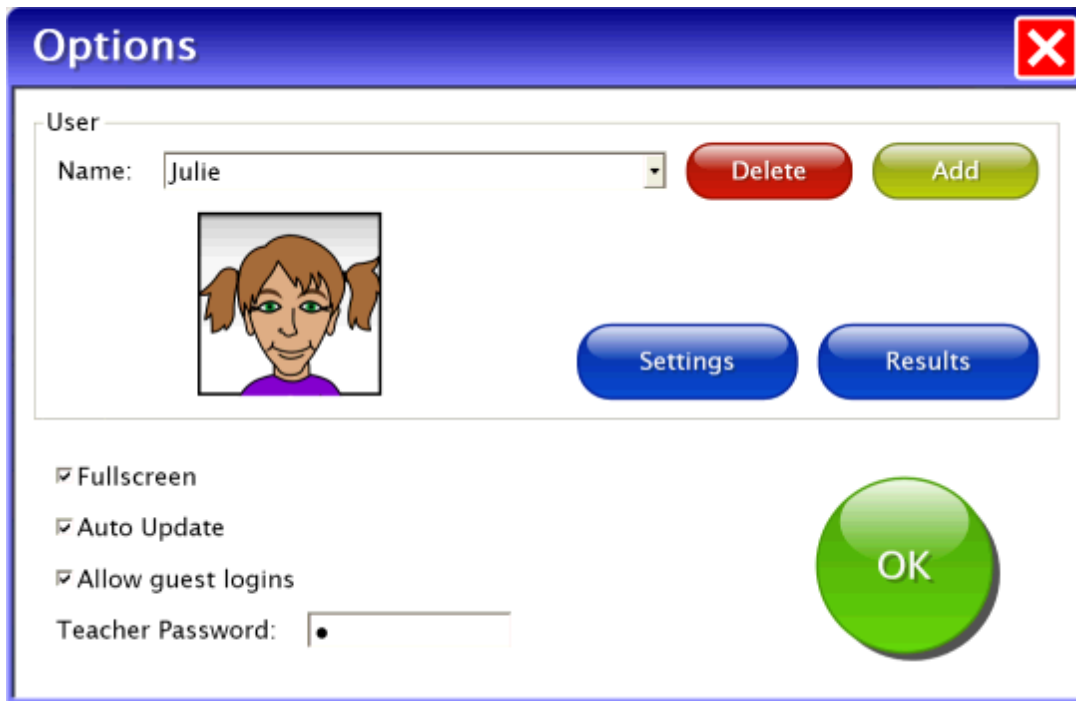 Options
User
Name: Julie Delete Add
Settings Results
Fullscreen
Auto Update
Allow guest logins
OK
Teacher Password: •